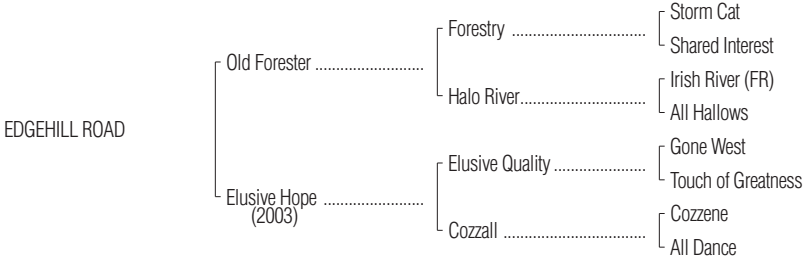 Storm Cat
Forestry ..............................
Shared Interest
Old Forester ........................
Irish River (FR)
Halo River............................
All Hallows
EDGEHILL ROAD
Gone West
Elusive Quality ......................
Touch of Greatness
Elusive Hope ......................
(2003)
Cozzene
Cozzall ................................
All Dance